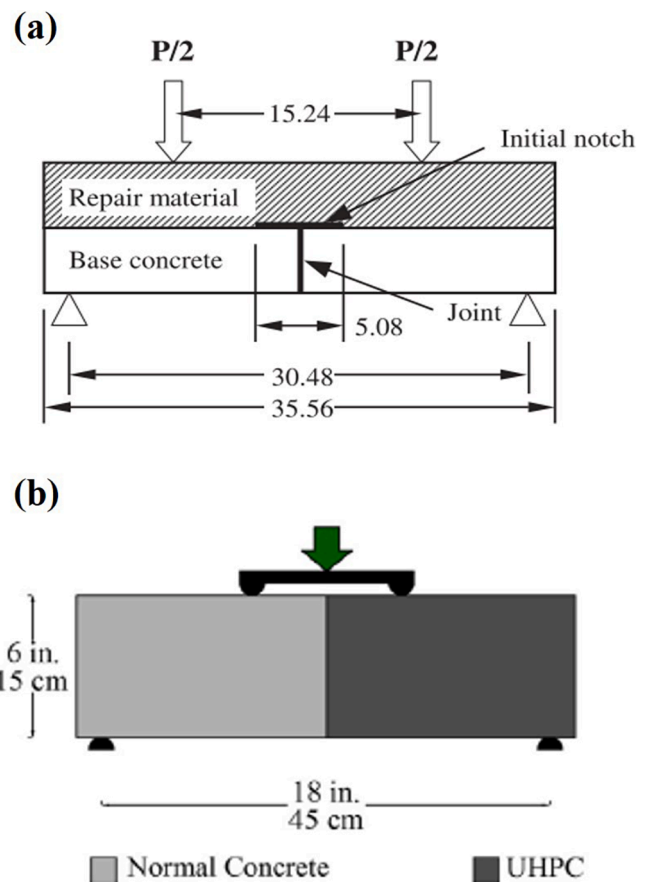 (a)
P/2 P/2
15.24
Initial notch
Repair material
Base concrete
Joint
5.08
30.48
35.56
(b)
6 in.
15 cm
18 in.
45 cm
Normal Concrete UHPC